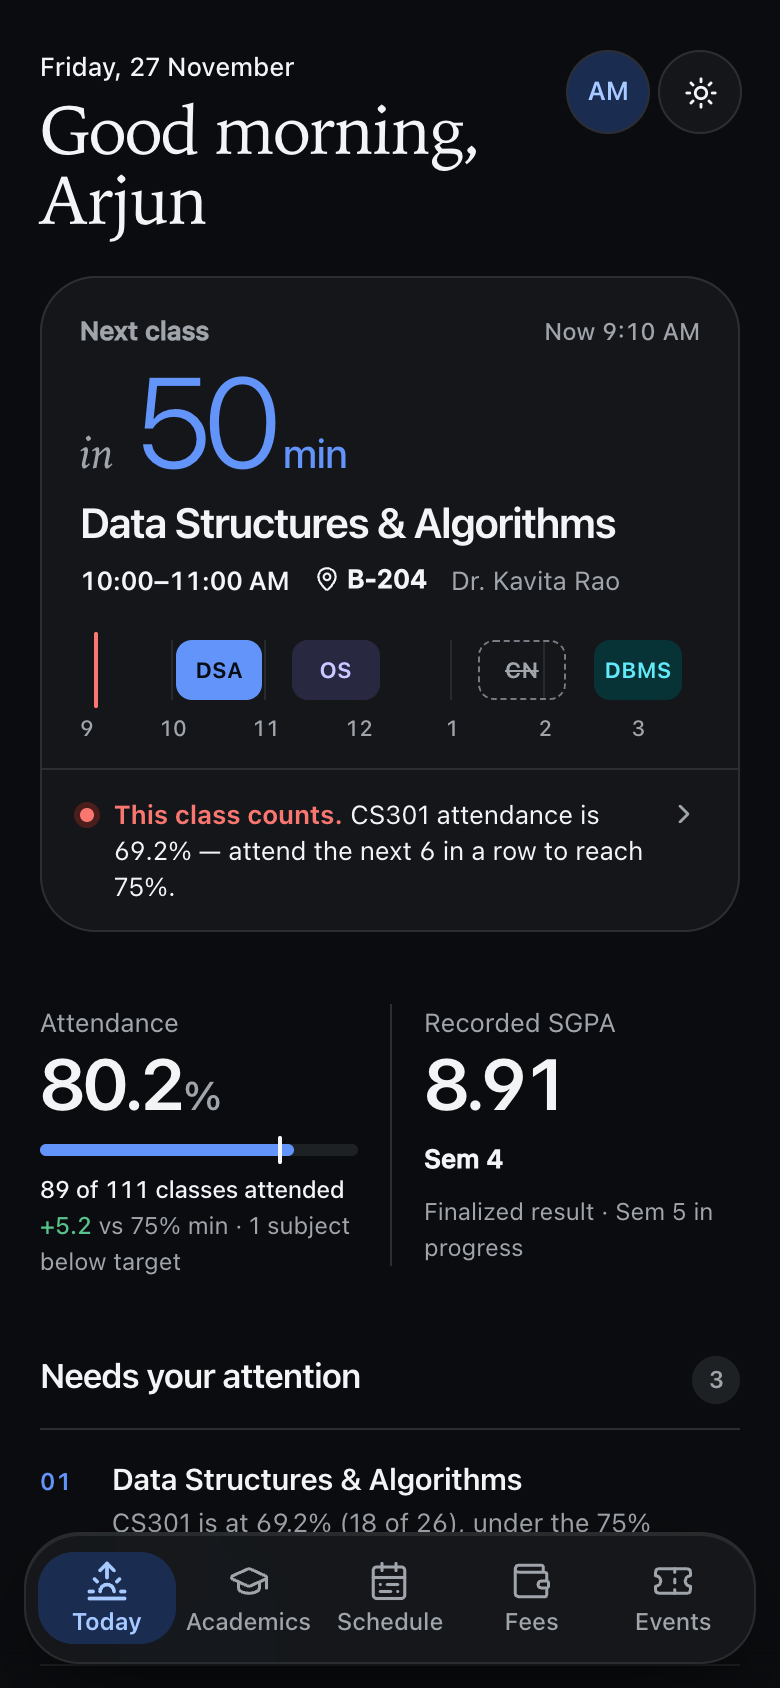 Friday, 27 November
AM
Good morning,
Arjun
Next class
Now 9:10 AM
in 50 min
Data Structures & Algorithms
10:00–11:00 AM B-204 Dr. Kavita Rao
DSA OS CN DBMS
9 10 11 12 1 2 3
This class counts. CS301 attendance is
69.2% — attend the next 6 in a row to reach
75%.
Attendance
80.2%
89 of 111 classes attended
+5.2 vs 75% min · 1 subject
below target
Recorded SGPA
8.91
Sem 4
Finalized result · Sem 5 in
progress
Needs your attention
3
01 Data Structures & Algorithms
CS301 is at 69.2% (18 of 26), under the 75%
Today Academics Schedule Fees Events